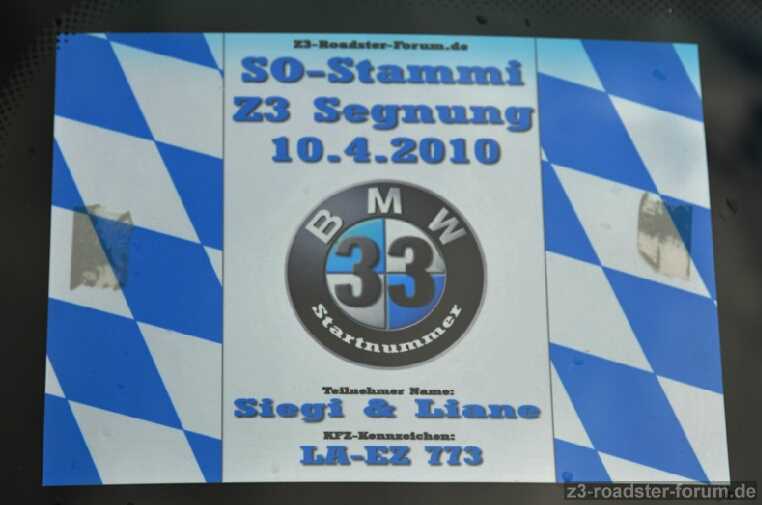 Z3-Roadster-Forum.de
SO-Stammi
Z3 Segnung
10.4.2010
BMW
33
Startnummer
Teilnehmer Name:
Siegi & Liane
KFZ-Kennzeichen:
LA-EZ 773
z3-roadster-forum.de